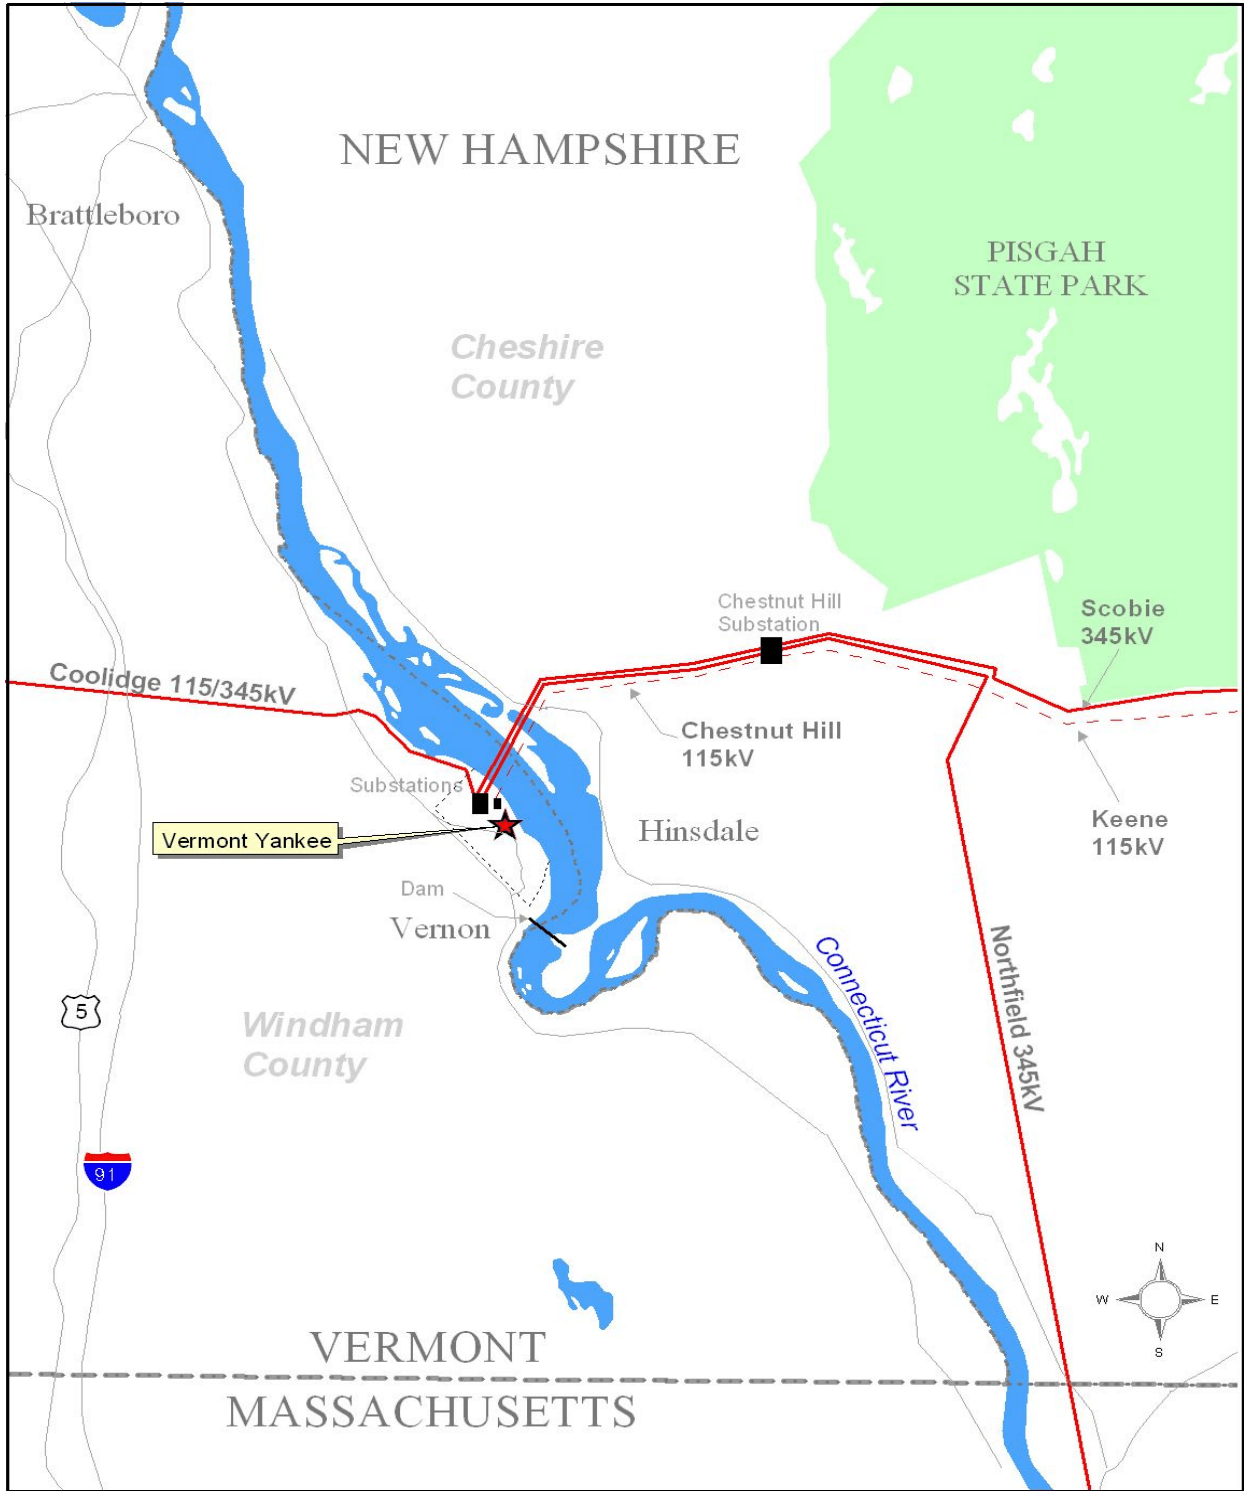 NEW HAMPSHIRE
Brattleboro
PISGAH
STATE PARK
Cheshire
County
Chestnut Hill
Substation
Scobie
345kV
Coolidge 115/345kV
Chestnut Hill
115kV
Substations
Vermont Yankee
Hinsdale
Keene
115kV
Dam
Vernon
Connecticut River
Northfield 345kV
5
Windham
County
91
N
W
E
S
VERMONT
MASSACHUSETTS